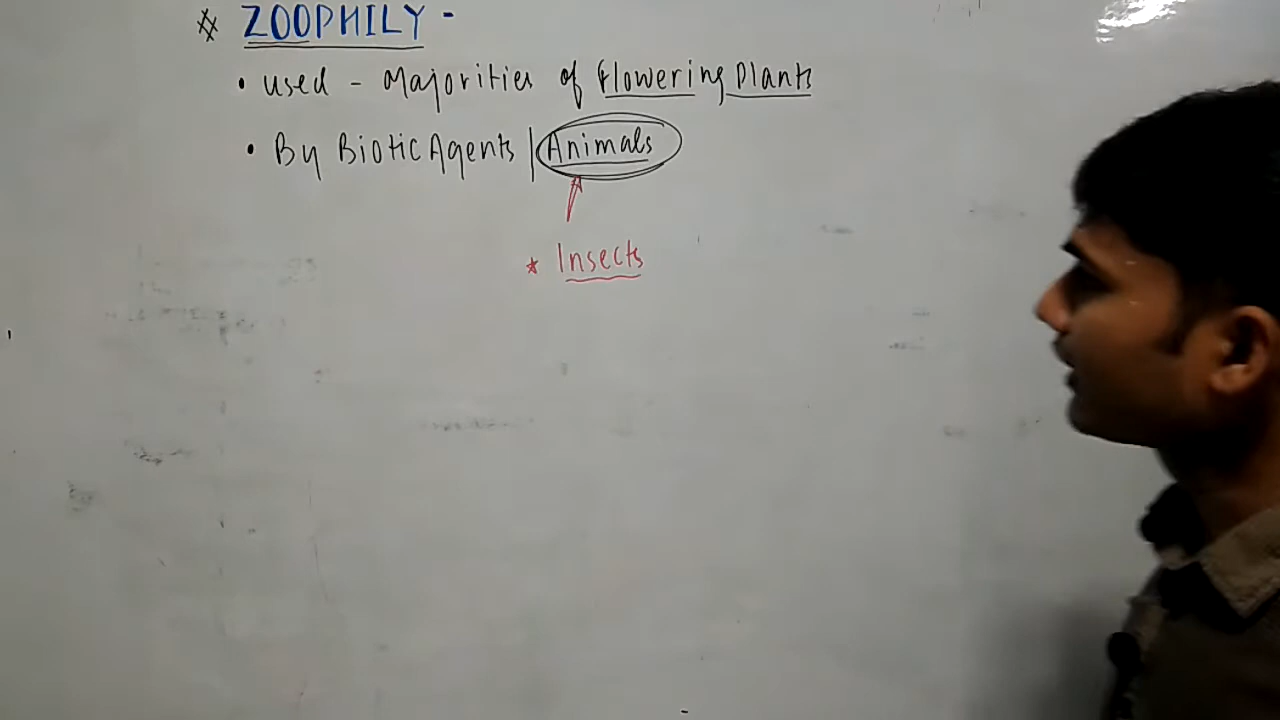 # ZOOPHILY -
• Used - Majorities of Flowering Plants
• By Biotic Agents | Animals
* Insects